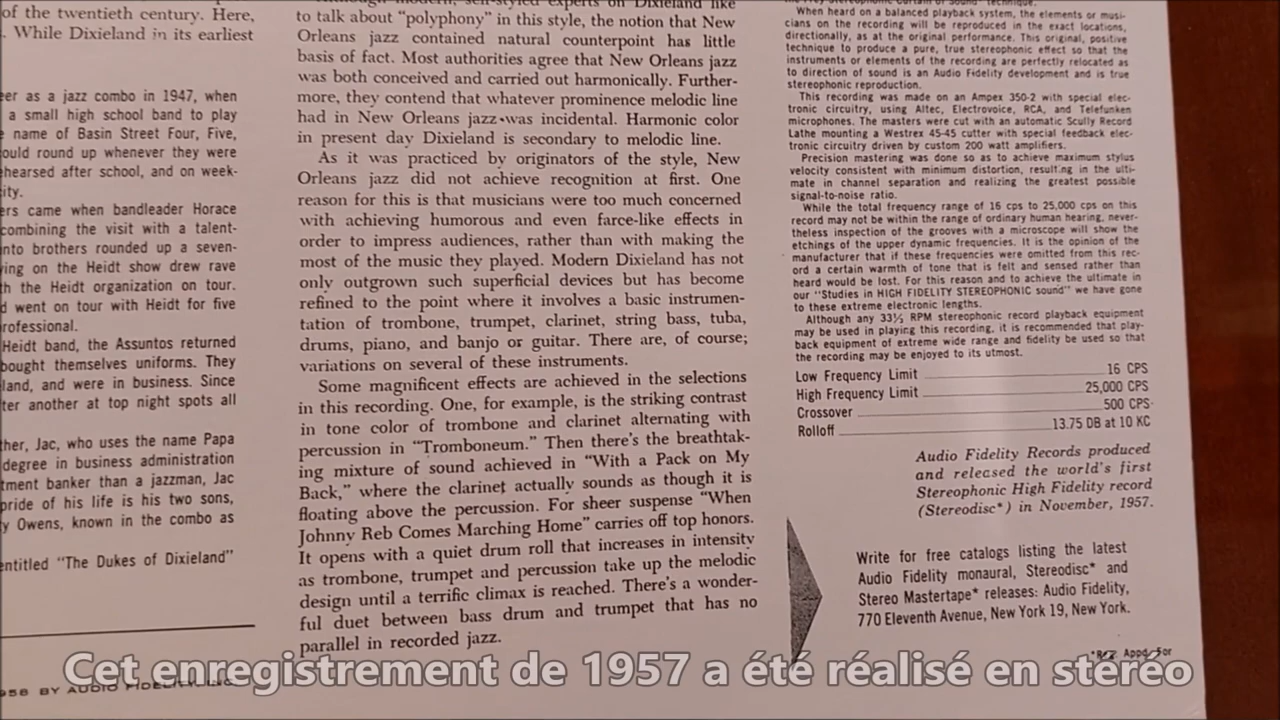 of the twentieth century. Here,
. While Dixieland in its earliest
eer as a jazz combo in 1947, when
a small high school band to play
name of Basin Street Four, Five,
ould round up whenever they were
ehearsed after school, and on week-
ity.
ers came when bandleader Horace
combining the visit with a talent-
nto brothers rounded up a seven-
ing on the Heidt show drew rave
h the Heidt organization on tour.
d went on tour with Heidt for five
rofessional.
Heidt band, the Assuntos returned
bought themselves uniforms. They
land, and were in business. Since
ter another at top night spots all
ther, Jac, who uses the name Papa
degree in business administration
tment banker than a jazzman, Jac
pride of his life is his two sons,
y Owens, known in the combo as
entitled "The Dukes of Dixieland"
958 BY AUDIO FIDELITY, INC.
Although modern, self-styled experts on Dixieland like
to talk about "polyphony" in this style, the notion that New
Orleans jazz contained natural counterpoint has little
basis of fact. Most authorities agree that New Orleans jazz
was both conceived and carried out harmonically. Further-
more, they contend that whatever prominence melodic line
had in New Orleans jazz was incidental. Harmonic color
in present day Dixieland is secondary to melodic line.
As it was practiced by originators of the style, New
Orleans jazz did not achieve recognition at first. One
reason for this is that musicians were too much concerned
with achieving humorous and even farce-like effects in
order to impress audiences, rather than with making the
most of the music they played. Modern Dixieland has not
only outgrown such superficial devices but has become
refined to the point where it involves a basic instrumen-
tation of trombone, trumpet, clarinet, string bass, tuba,
drums, piano, and banjo or guitar. There are, of course;
variations on several of these instruments.
Some magnificent effects are achieved in the selections
in this recording. One, for example, is the striking contrast
in tone color of trombone and clarinet alternating with
percussion in "Tromboneum." Then there's the breathtak-
ing mixture of sound achieved in "With a Pack on My
Back," where the clarinet actually sounds as though it is
floating above the percussion. For sheer suspense "When
Johnny Reb Comes Marching Home" carries off top honors.
It opens with a quiet drum roll that increases in intensity
as trombone, trumpet and percussion take up the melodic
design until a terrific climax is reached. There's a wonder-
ful duet between bass drum and trumpet that has no
parallel in recorded jazz.
When heard on a balanced playback system, the elements or musi-
cians on the recording will be reproduced in the exact locations,
directionally, as at the original performance. This original, positive
technique to produce a pure, true stereophonic effect so that the
instruments or elements of the recording are perfectly relocated as
to direction of sound is an Audio Fidelity development and is true
stereophonic reproduction.
This recording was made on an Ampex 350-2 with special elec-
tronic circuitry, using Altec, Electrovoice, RCA, and Telefunken
microphones. The masters were cut with an automatic Scully Record
Lathe mounting a Westrex 45-45 cutter with special feedback elec-
tronic circuitry driven by custom 200 watt amplifiers.
Precision mastering was done so as to achieve maximum stylus
velocity consistent with minimum distortion, resulting in the ulti-
mate in channel separation and realizing the greatest possible
signal-to-noise ratio.
While the total frequency range of 16 cps to 25,000 cps on this
record may not be within the range of ordinary human hearing, never-
theless inspection of the grooves with a microscope will show the
etchings of the upper dynamic frequencies. It is the opinion of the
manufacturer that if these frequencies were omitted from this rec-
ord a certain warmth of tone that is felt and sensed rather than
heard would be lost. For this reason and to achieve the ultimate in
our "Studies in HIGH FIDELITY STEREOPHONIC sound" we have gone
to these extreme electronic lengths.
Although any 33⅓ RPM stereophonic record playback equipment
may be used in playing this recording, it is recommended that play-
back equipment of extreme wide range and fidelity be used so that
the recording may be enjoyed to its utmost.
Low Frequency Limit 16 CPS
High Frequency Limit 25,000 CPS
Crossover 500 CPS
Rolloff 13.75 DB at 10 KC
Audio Fidelity Records produced
and released the world's first
Stereophonic High Fidelity record
(Stereodisc*) in November, 1957.
Write for free catalogs listing the latest
Audio Fidelity monaural, Stereodisc* and
Stereo Mastertape* releases: Audio Fidelity,
770 Eleventh Avenue, New York 19, New York.
Appd. For
Cet enregistrement de 1957 a été réalisé en stéréo